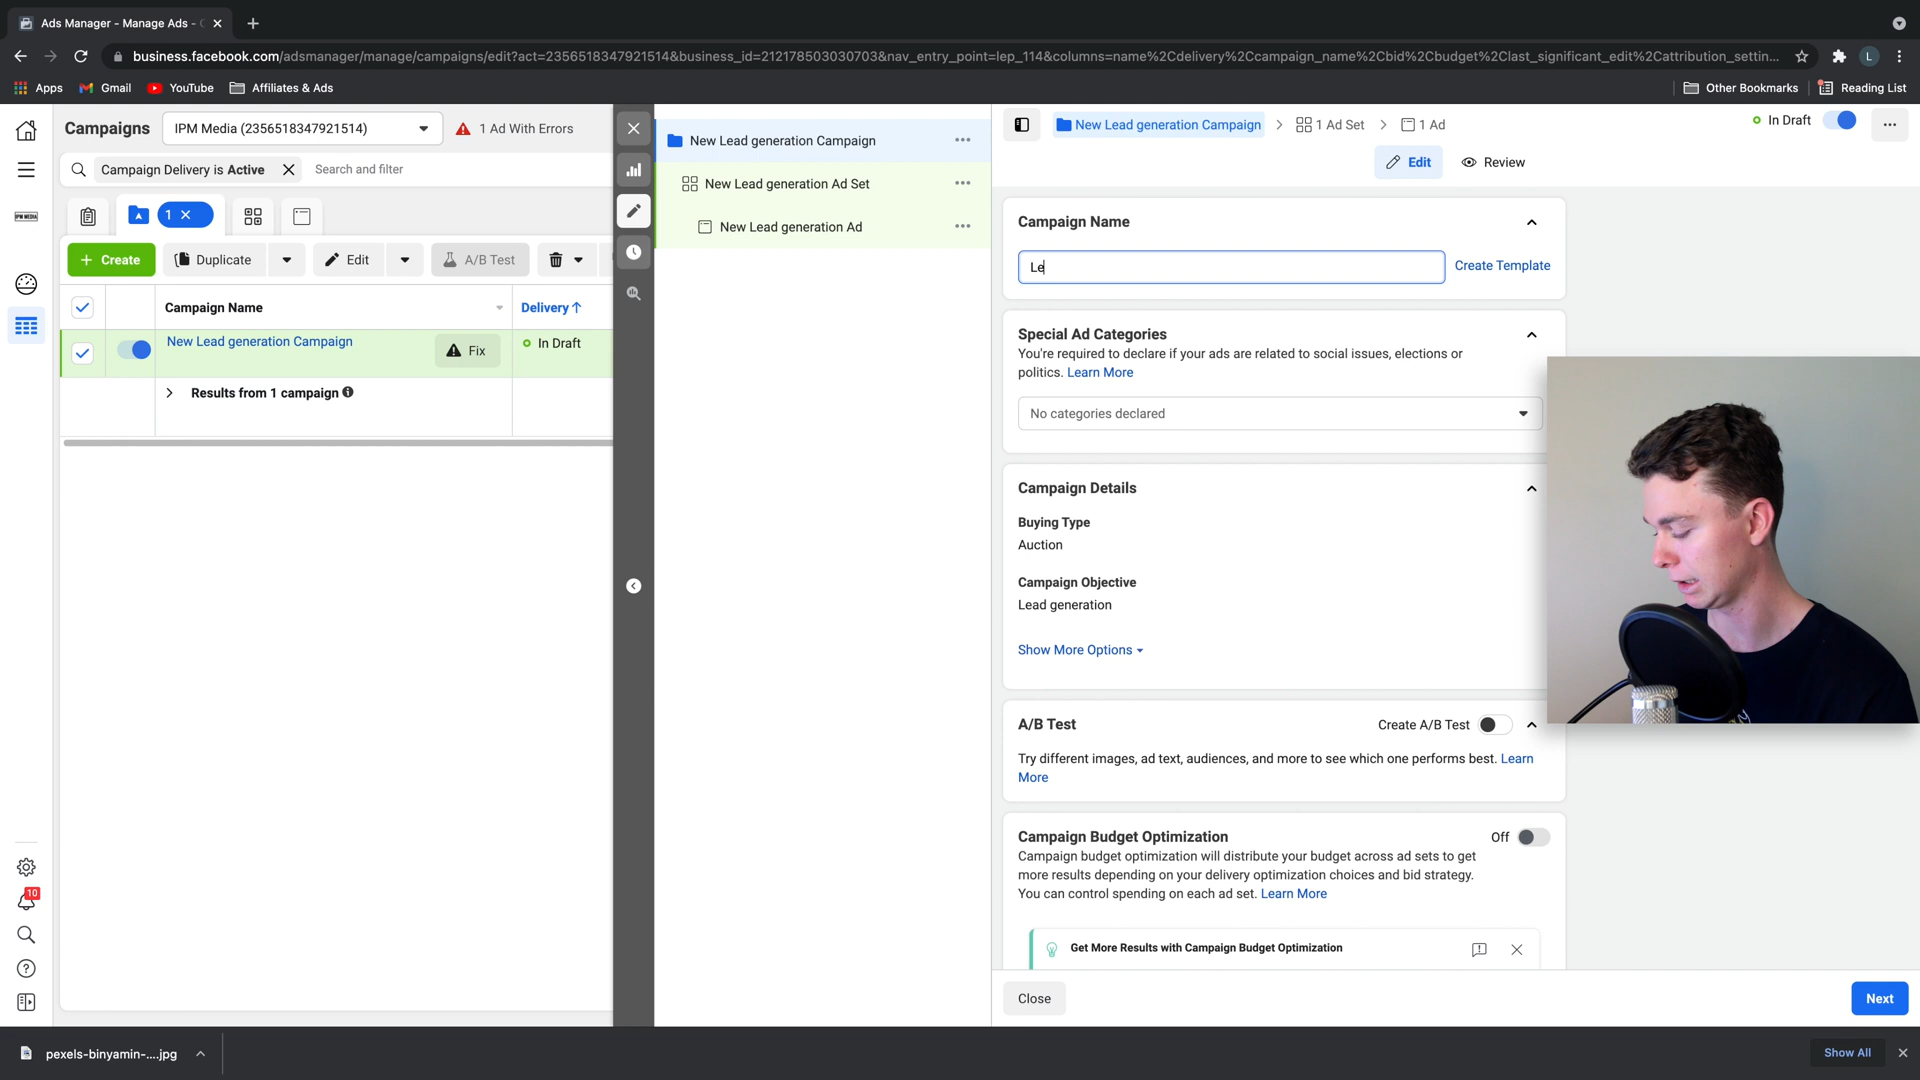 Ads Manager - Manage Ads - C
business.facebook.com/adsmanager/manage/campaigns/edit?act=2356518347921514&business_id=212178503030703&nav_entry_point=lep_114&columns=name%2Cdelivery%2Ccampaign_name%2Cbid%2Cbudget%2Clast_significant_edit%2Cattribution_settin...
L
Apps
Gmail
YouTube
Affiliates & Ads
Other Bookmarks
Reading List
Campaigns
IPM Media (2356518347921514)
1 Ad With Errors
Campaign Delivery is Active
Search and filter
IPM MEDIA
1
Create
Duplicate
Edit
A/B Test
Campaign Name
Delivery
New Lead generation Campaign
Fix
In Draft
Results from 1 campaign
10
New Lead generation Campaign
New Lead generation Ad Set
New Lead generation Ad
New Lead generation Campaign
1 Ad Set
1 Ad
In Draft
Edit
Review
Campaign Name
Le
Create Template
Special Ad Categories
You're required to declare if your ads are related to social issues, elections or
politics. Learn More
No categories declared
Campaign Details
Buying Type
Auction
Campaign Objective
Lead generation
Show More Options
A/B Test
Create A/B Test
Try different images, ad text, audiences, and more to see which one performs best. Learn
More
Campaign Budget Optimization
Off
Campaign budget optimization will distribute your budget across ad sets to get
more results depending on your delivery optimization choices and bid strategy.
You can control spending on each ad set. Learn More
Get More Results with Campaign Budget Optimization
Close
Next
pexels-binyamin-....jpg
Show All